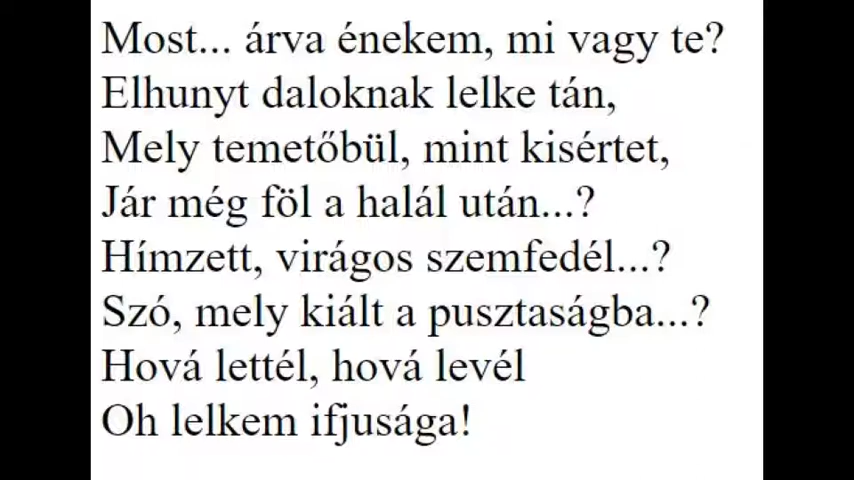 Most... árva énekem, mi vagy te?
Elhunyt daloknak lelke tán,
Mely temetőbül, mint kisértet,
Jár még föl a halál után...?
Hímzett, virágos szemfedél...?
Szó, mely kiált a pusztaságba...?
Hová lettél, hová levél
Oh lelkem ifjusága!